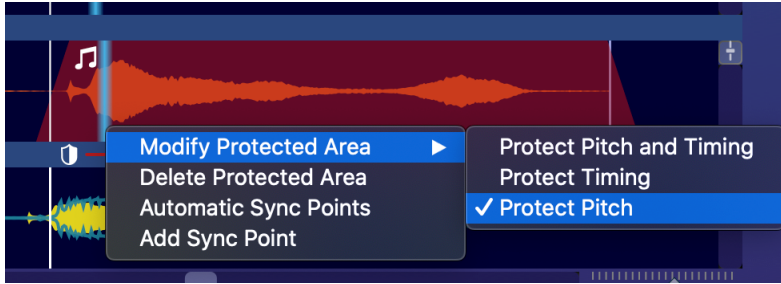 Modify Protected Area
Delete Protected Area
Automatic Sync Points
Add Sync Point
Protect Pitch and Timing
Protect Timing
Protect Pitch